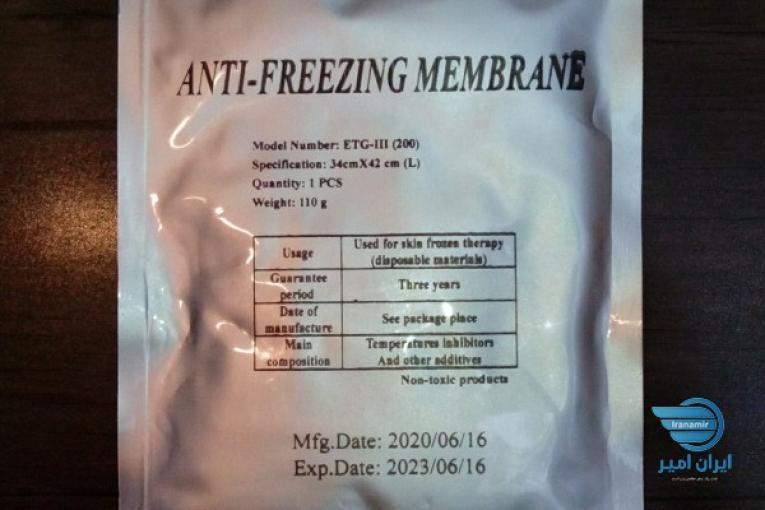 ANTI-FREEZING MEMBRANE
Model Number: ETG-III (200)
Specification: 34cmX42 cm (L)
Quantity: 1 PCS
Weight: 110 g
Usage
Used for skin frozen therapy
(disposable materials)
Guarantee
period
Three years
Date of
manufacture
See package place
Main
composition
Temperatures inhibitors
And other additives
Non-toxic products
Mfg.Date: 2020/06/16
Exp.Date: 2023/06/16
Iranamir
ایران امیر